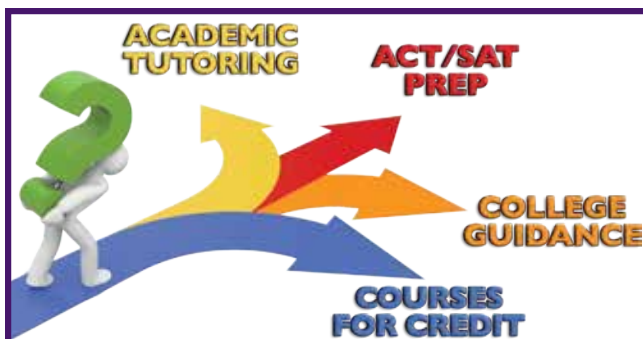 ACADEMIC
TUTORING
ACT/SAT
PREP
COLLEGE
GUIDANCE
COURSES
FOR CREDIT